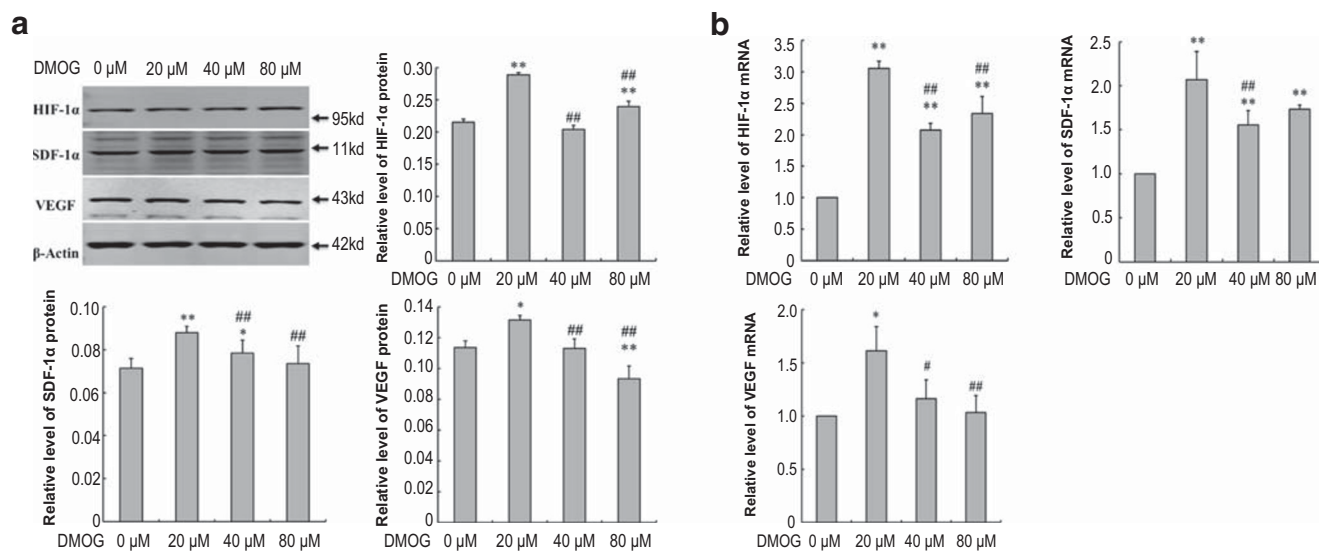 a
DMOG 0 µM 20 µM 40 µM 80 µM
HIF-1α
95kd
SDF-1α
11kd
VEGF
43kd
β-Actin
42kd
Relative level of HIF-1α protein
0.30
0.25
0.20
0.15
0.10
0.05
0.00
**
##
##
**
DMOG 0 µM 20 µM 40 µM 80 µM
Relative level of SDF-1α protein
0.10
0.08
0.06
0.04
0.02
0
**
##
*
##
DMOG 0 µM 20 µM 40 µM 80 µM
Relative level of VEGF protein
0.14
0.12
0.10
0.08
0.06
0.04
0.02
0
*
##
##
**
DMOG 0 µM 20 µM 40 µM 80 µM
b
Relative level of HIF-1α mRNA
3.5
3.0
2.5
2.0
1.5
1.0
0.5
0
**
##
**
##
**
DMOG 0 µM 20 µM 40 µM 80 µM
Relative level of SDF-1α mRNA
2.5
2.0
1.5
1.0
0.5
0
**
##
**
**
DMOG 0 µM 20 µM 40 µM 80 µM
Relative level of VEGF mRNA
2.0
1.5
1.0
0.5
0
*
#
##
DMOG 0 µM 20 µM 40 µM 80 µM